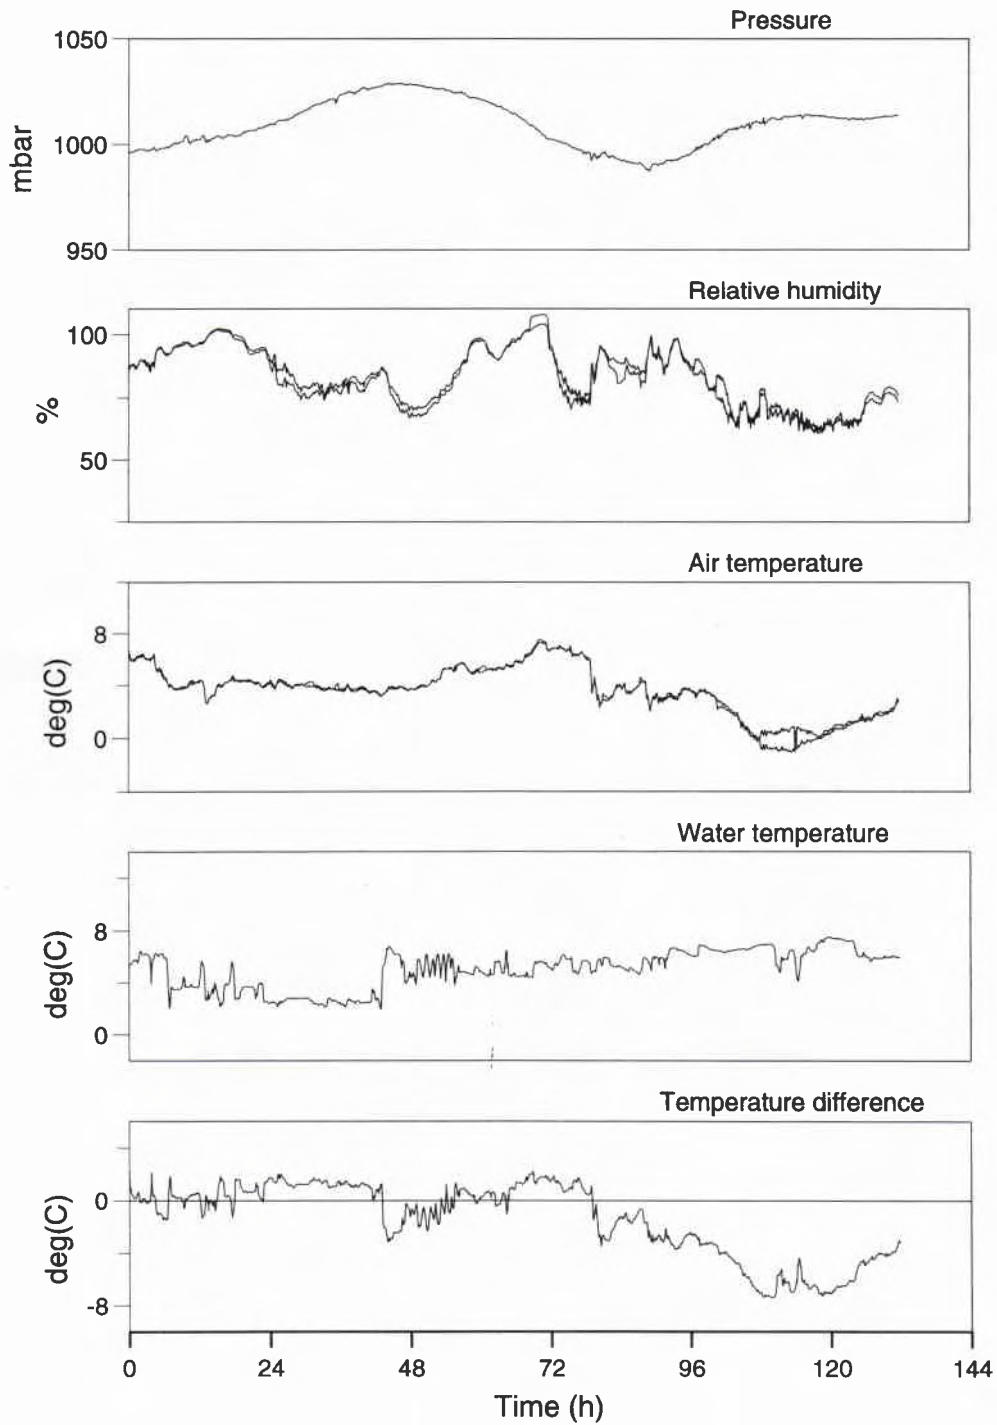 Pressure
1050
1000
950
mbar
Relative humidity
100
50
%
Air temperature
8
0
deg(C)
Water temperature
8
0
deg(C)
Temperature difference
0
-8
deg(C)
0 24 48 72 96 120 144
Time (h)